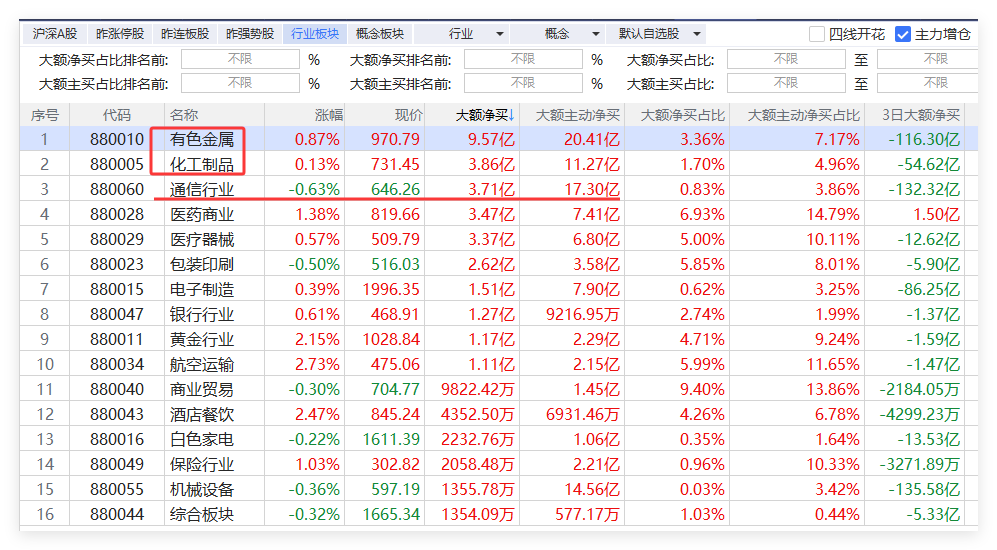 沪深A股 昨涨停股 昨连板股 昨强势股 行业板块 概念板块 行业 概念 默认自选股 四线开花 主力增仓
大额净买占比排名前: 不限 % 大额净买排名前: 不限 % 大额净买占比: 不限 至 不限
大额主买占比排名前: 不限 % 大额主买排名前: 不限 % 大额主买占比: 不限 至 不限
序号 代码 名称 涨幅 现价 大额净买↓ 大额主动净买 大额净买占比 大额主动净买占比 3日大额净买
1 880010 有色金属 0.87% 970.79 9.57亿 20.41亿 3.36% 7.17% -116.30亿
2 880005 化工制品 0.13% 731.45 3.86亿 11.27亿 1.70% 4.96% -54.62亿
3 880060 通信行业 -0.63% 646.26 3.71亿 17.30亿 0.83% 3.86% -132.32亿
4 880028 医药商业 1.38% 819.66 3.47亿 7.41亿 6.93% 14.79% 1.50亿
5 880029 医疗器械 0.57% 509.79 3.37亿 6.80亿 5.00% 10.11% -12.62亿
6 880023 包装印刷 -0.50% 516.03 2.62亿 3.58亿 5.85% 8.01% -5.90亿
7 880015 电子制造 0.39% 1996.35 1.51亿 7.90亿 0.62% 3.25% -86.25亿
8 880047 银行行业 0.61% 468.91 1.27亿 9216.95万 2.74% 1.99% -1.37亿
9 880011 黄金行业 2.15% 1028.84 1.17亿 2.29亿 4.71% 9.24% -1.59亿
10 880034 航空运输 2.73% 475.06 1.11亿 2.15亿 5.99% 11.65% -1.47亿
11 880040 商业贸易 -0.30% 704.77 9822.42万 1.45亿 9.40% 13.86% -2184.05万
12 880043 酒店餐饮 2.47% 845.24 4352.50万 6931.46万 4.26% 6.78% -4299.23万
13 880016 白色家电 -0.22% 1611.39 2232.76万 1.06亿 0.35% 1.64% -13.53亿
14 880049 保险行业 1.03% 302.82 2058.48万 2.21亿 0.96% 10.33% -3271.89万
15 880055 机械设备 -0.36% 597.19 1355.78万 14.56亿 0.03% 3.42% -135.58亿
16 880044 综合板块 -0.32% 1665.34 1354.09万 577.17万 1.03% 0.44% -5.33亿